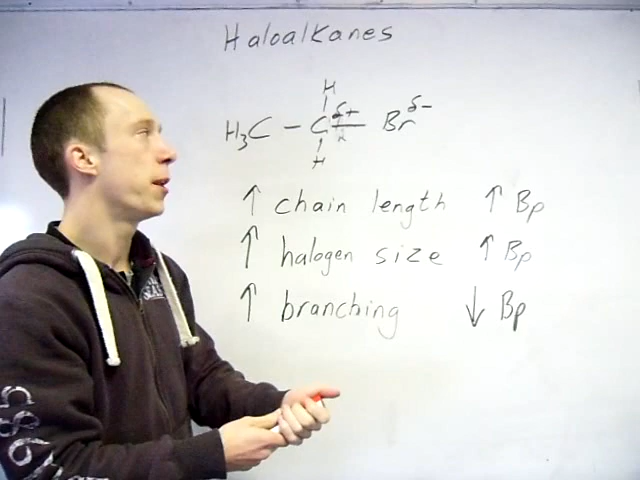 Haloalkanes
H
H₃C – C δ+ — Br δ-
H
↑ chain length ↑ Bp
↑ halogen size ↑ Bp
↑ branching ↓ Bp